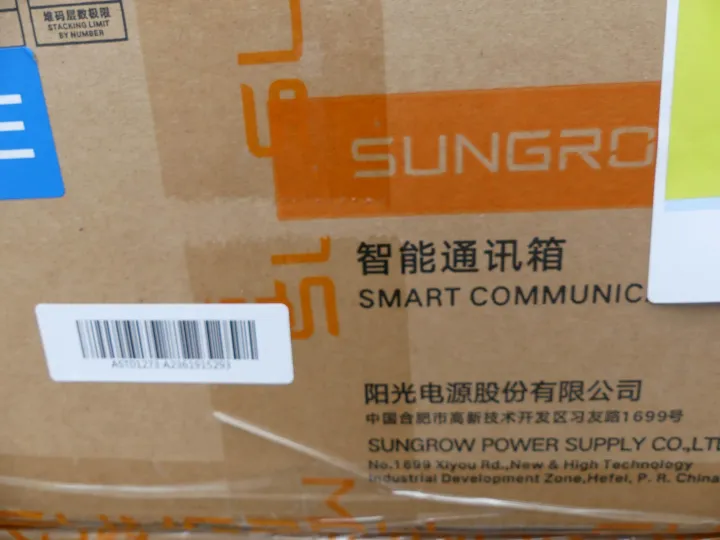 堆码层数极限
STACKING LIMIT
BY NUMBER
SUNGRO
智能通讯箱
SMART COMMUNIC
阳光电源股份有限公司
中国合肥市高新技术开发区习友路1699号
SUNGROW POWER SUPPLY CO.,LT
No.1699 Xiyou Rd.,New & High Technology
Industrial Development Zone,Hefei, P. R. China